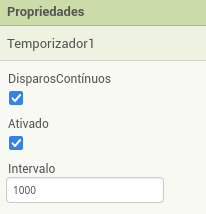 Propriedades
Temporizador1
DisparosContínuos
Ativado
Intervalo
1000